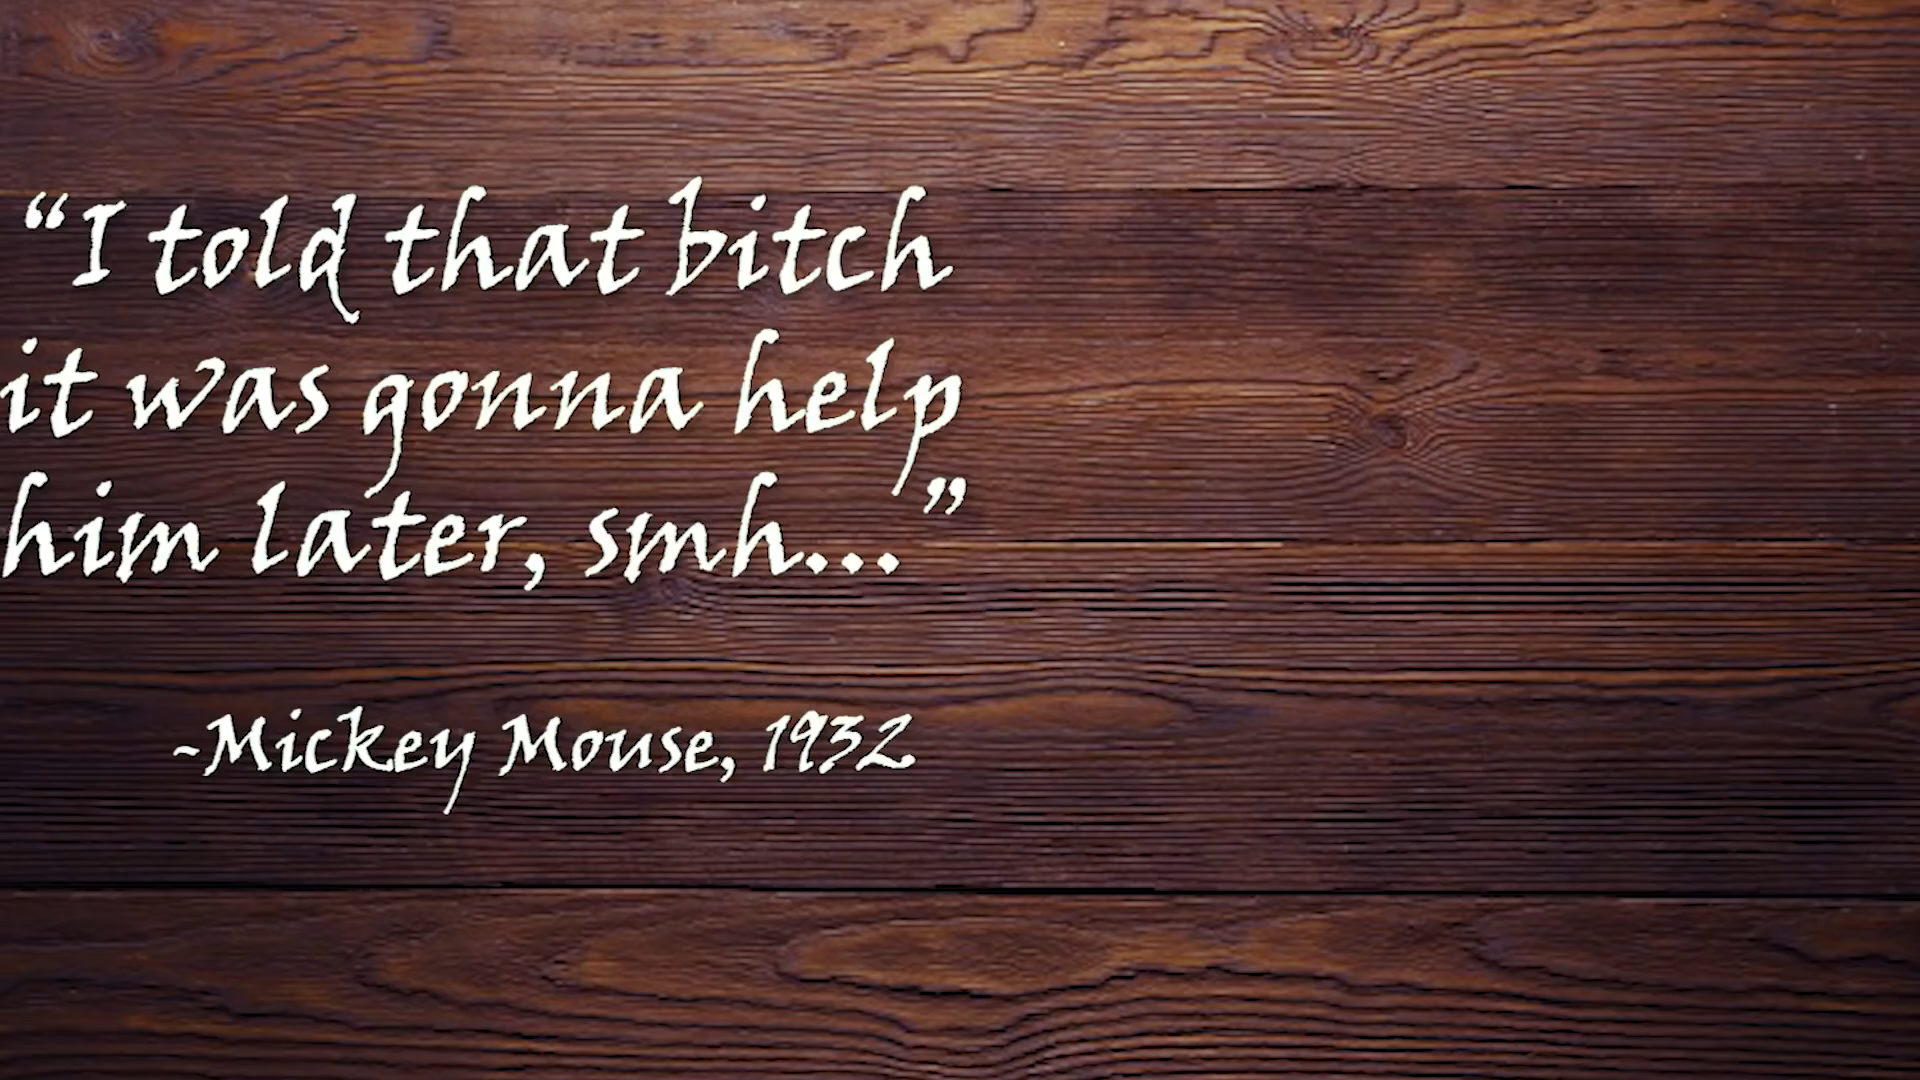 “I told that bitch
it was gonna help
him later, smh...”
~Mickey Mouse, 1932